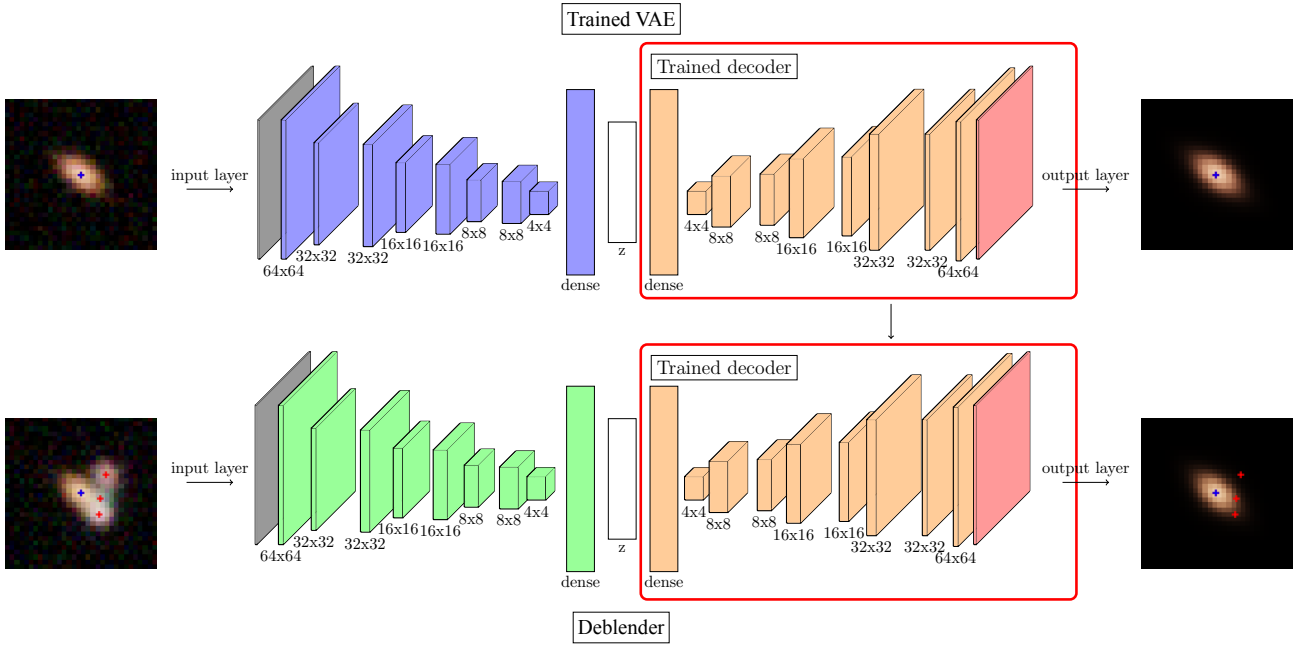 Trained VAE
Trained decoder
input layer
output layer
64x64
32x32
32x32
16x16
16x16
8x8
8x8
4x4
dense
z
dense
4x4
8x8
8x8
16x16
16x16
32x32
32x32
64x64
Trained decoder
input layer
output layer
64x64
32x32
32x32
16x16
16x16
8x8
8x8
4x4
dense
z
dense
4x4
8x8
8x8
16x16
16x16
32x32
32x32
64x64
Deblender